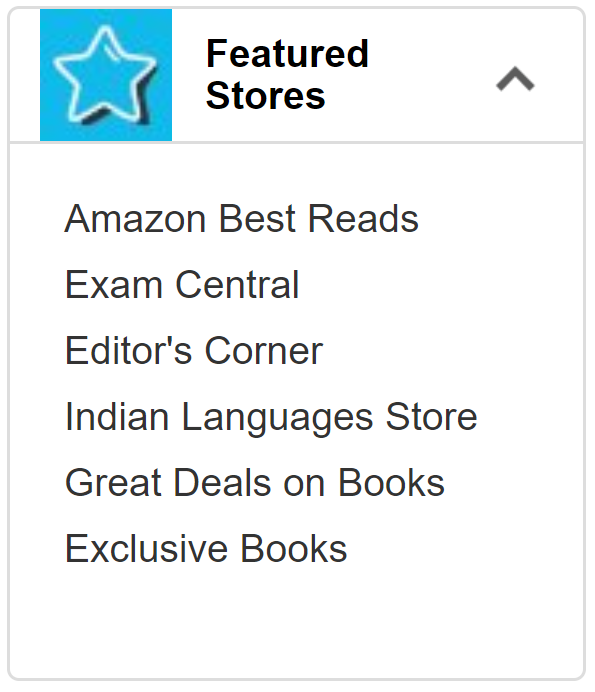 Featured
Stores
Amazon Best Reads
Exam Central
Editor's Corner
Indian Languages Store
Great Deals on Books
Exclusive Books